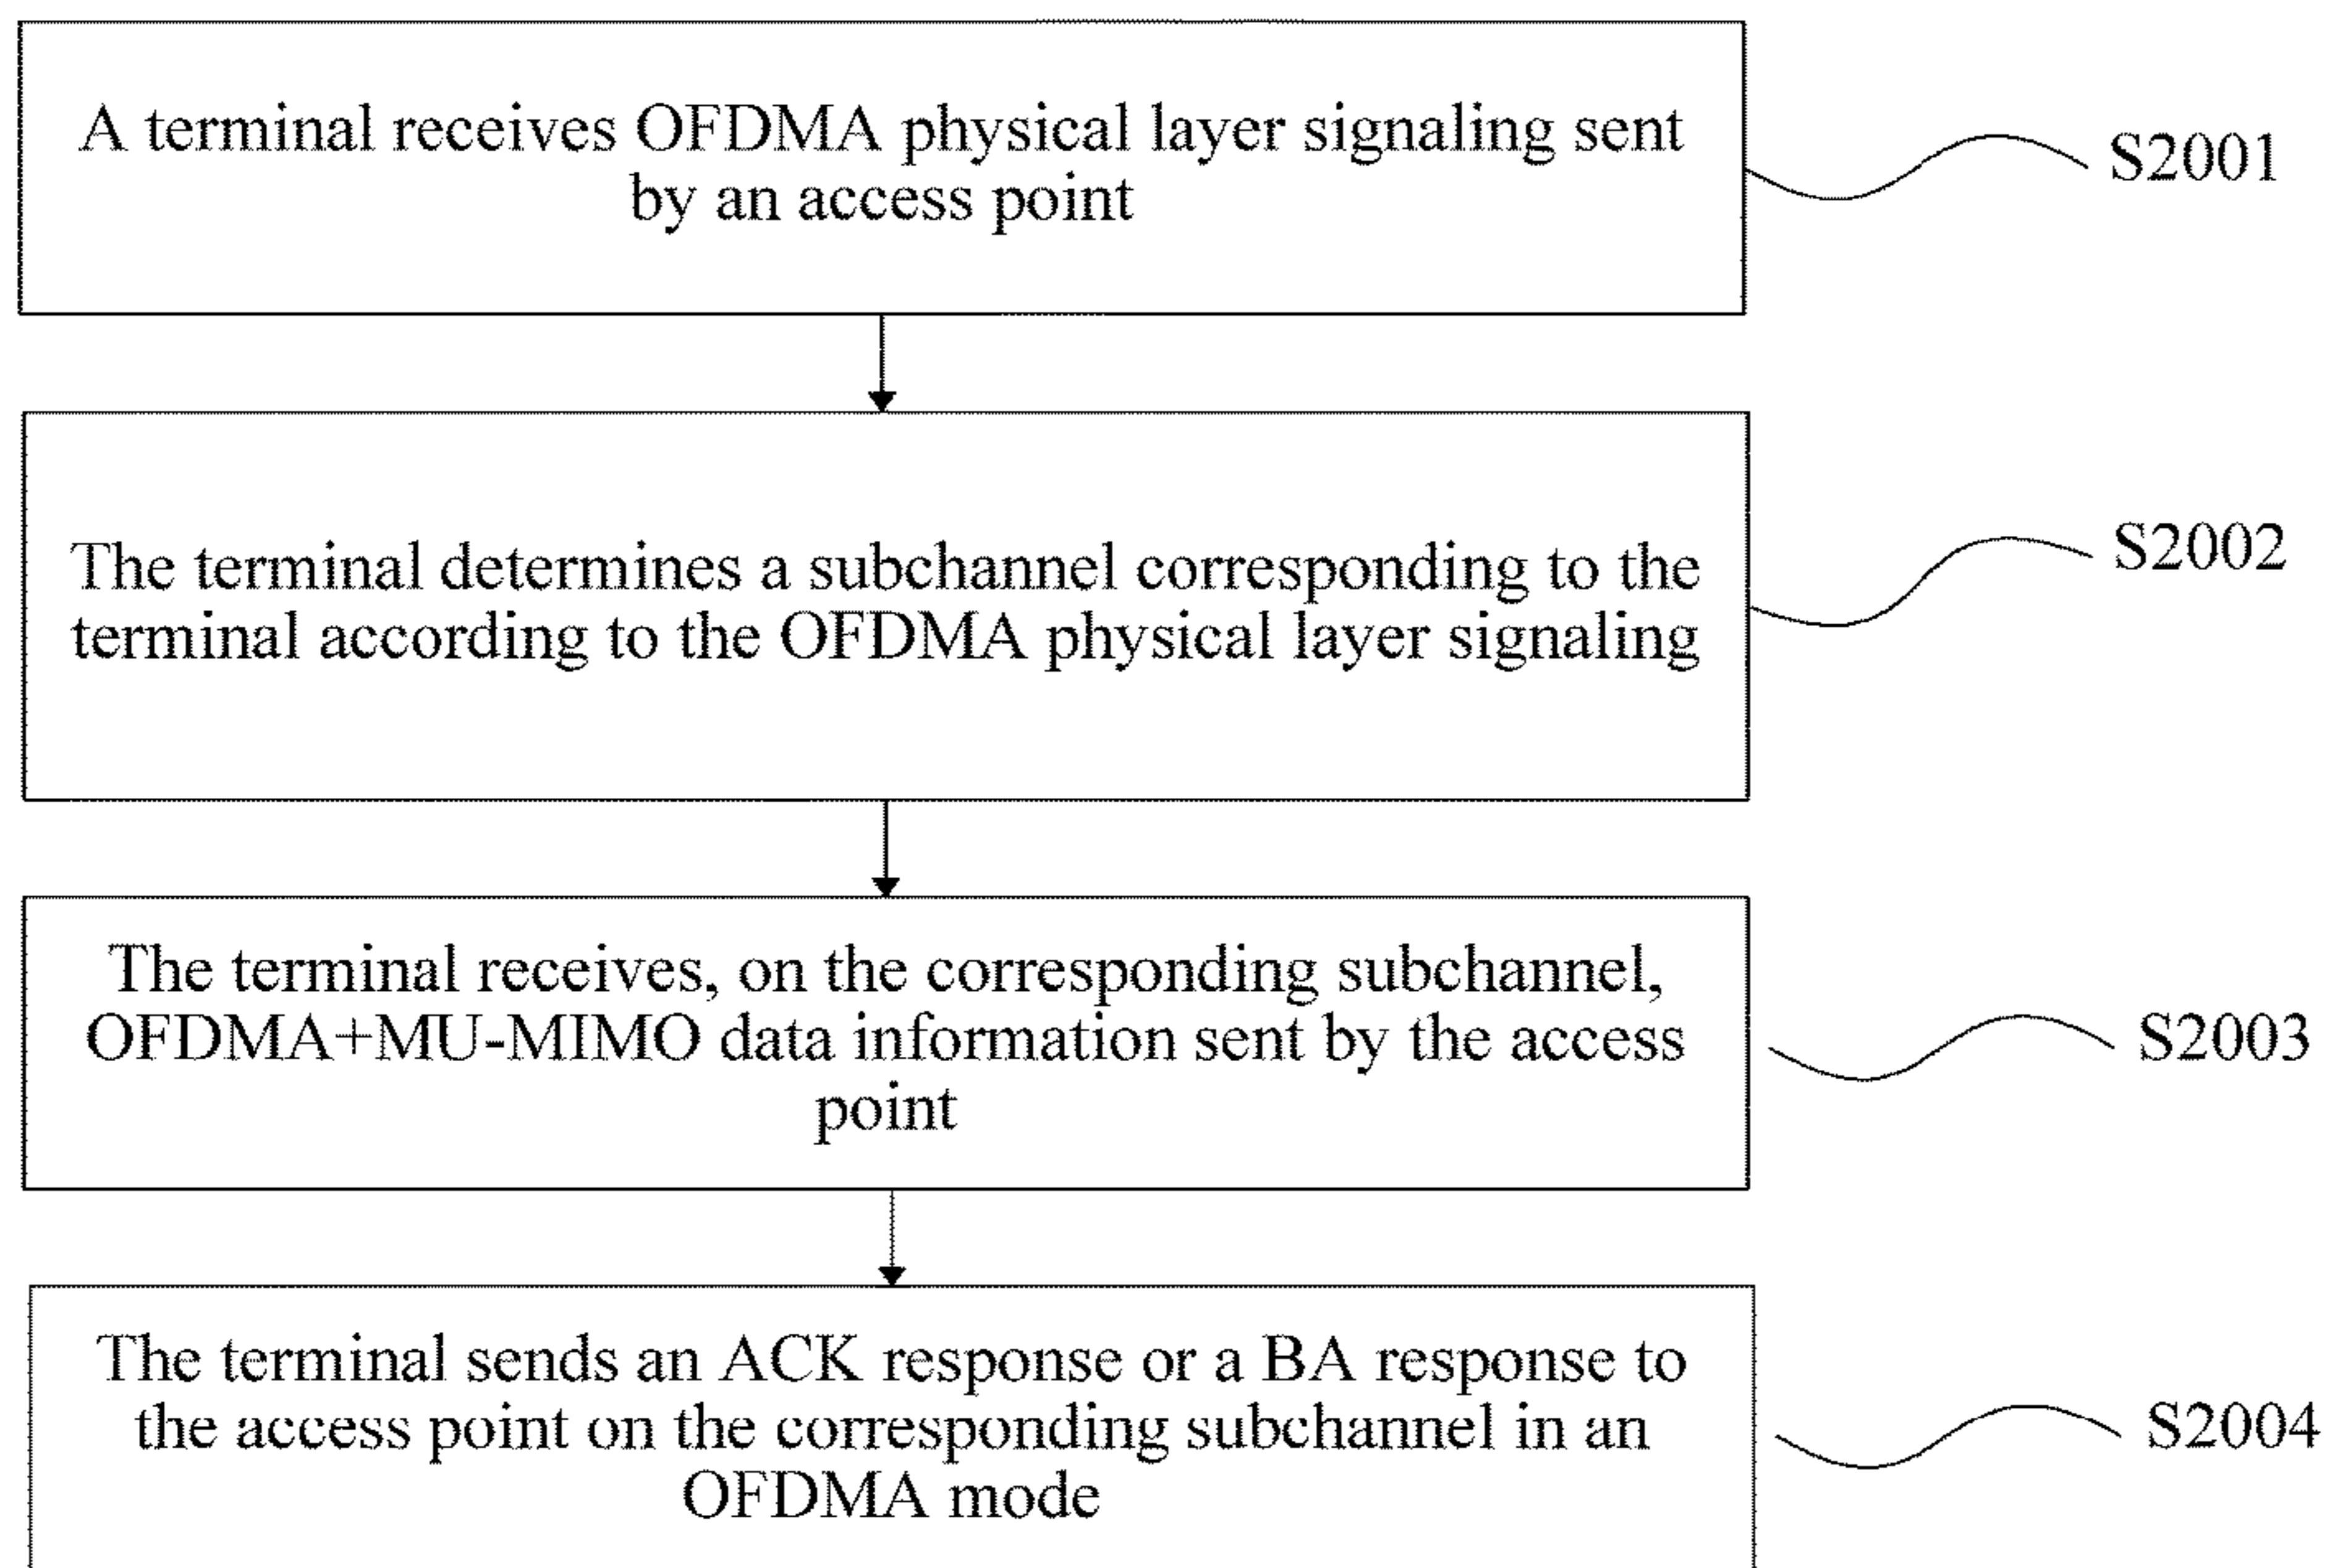 A terminal receives OFDMA physical layer signaling sent
by an access point
S2001
The terminal determines a subchannel corresponding to the
terminal according to the OFDMA physical layer signaling
S2002
The terminal receives, on the corresponding subchannel,
OFDMA+MU-MIMO data information sent by the access
point
S2003
The terminal sends an ACK response or a BA response to
the access point on the corresponding subchannel in an
OFDMA mode
S2004